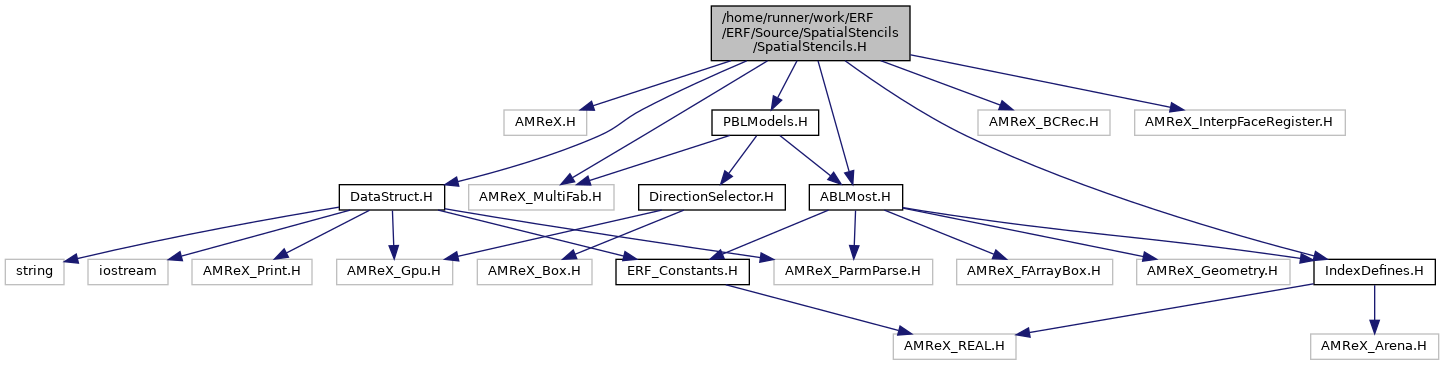 /home/runner/work/ERF
/ERF/Source/SpatialStencils
/SpatialStencils.H
AMReX.H
PBLModels.H
AMReX_BCRec.H
AMReX_InterpFaceRegister.H
DataStruct.H
AMReX_MultiFab.H
DirectionSelector.H
ABLMost.H
string
iostream
AMReX_Print.H
AMReX_Gpu.H
AMReX_Box.H
ERF_Constants.H
AMReX_ParmParse.H
AMReX_FArrayBox.H
AMReX_Geometry.H
IndexDefines.H
AMReX_REAL.H
AMReX_Arena.H